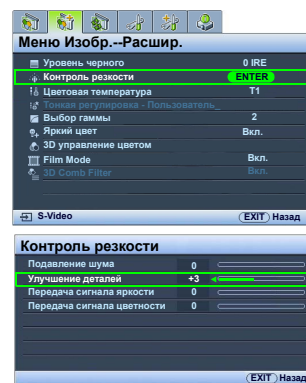 Меню Изобр.--Расшир.
Уровень черного 0 IRE
Контроль резкости ENTER
Цветовая температура T1
Тонкая регулировка - Пользователь_
Выбор гаммы 2
Яркий цвет Вкл.
3D управление цветом
Film Mode Вкл.
3D Comb Filter Вкл.
S-Video EXIT Назад
Контроль резкости
Подавление шума 0
Улучшение деталей +3
Передача сигнала яркости 0
Передача сигнала цветности 0
EXIT Назад